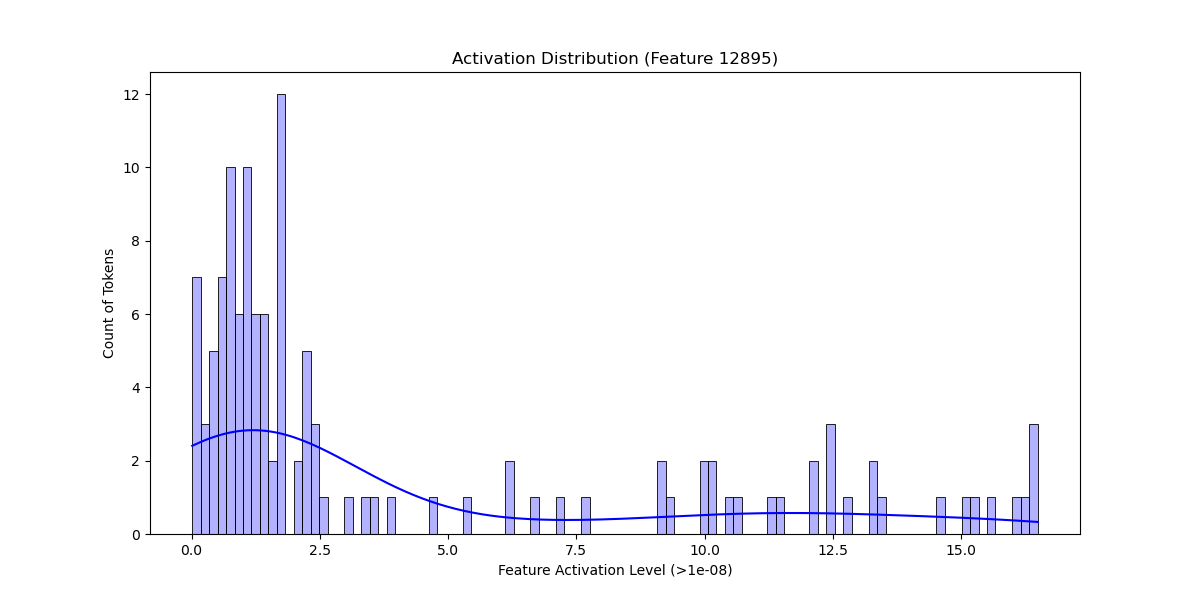 Activation Distribution (Feature 12895)
12
10
8
6
4
2
0
Count of Tokens
0.0 2.5 5.0 7.5 10.0 12.5 15.0
Feature Activation Level (>1e-08)